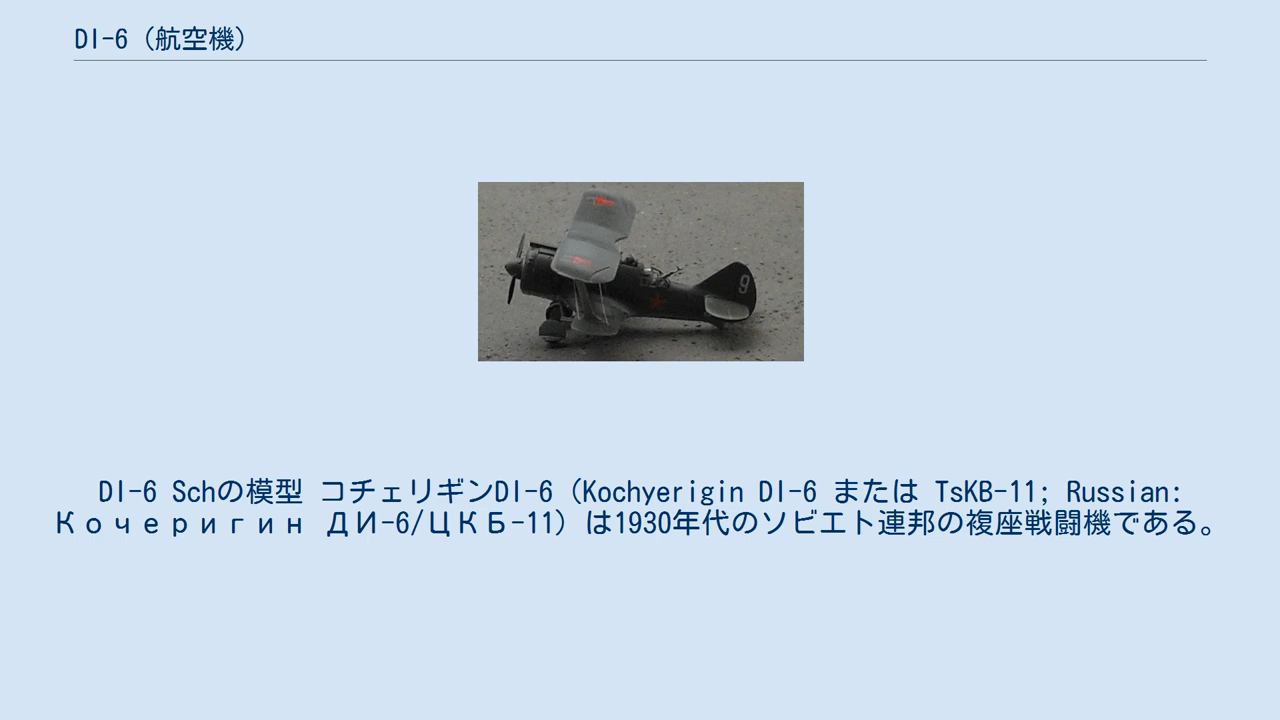 DI-6（航空機）
9
DI-6 Schの模型 コチェリギンDI-6（Kochyerigin DI-6 または TsKB-11; Russian:
Кочеригин ДИ-6/ЦКБ-11）は1930年代のソビエト連邦の複座戦闘機である。